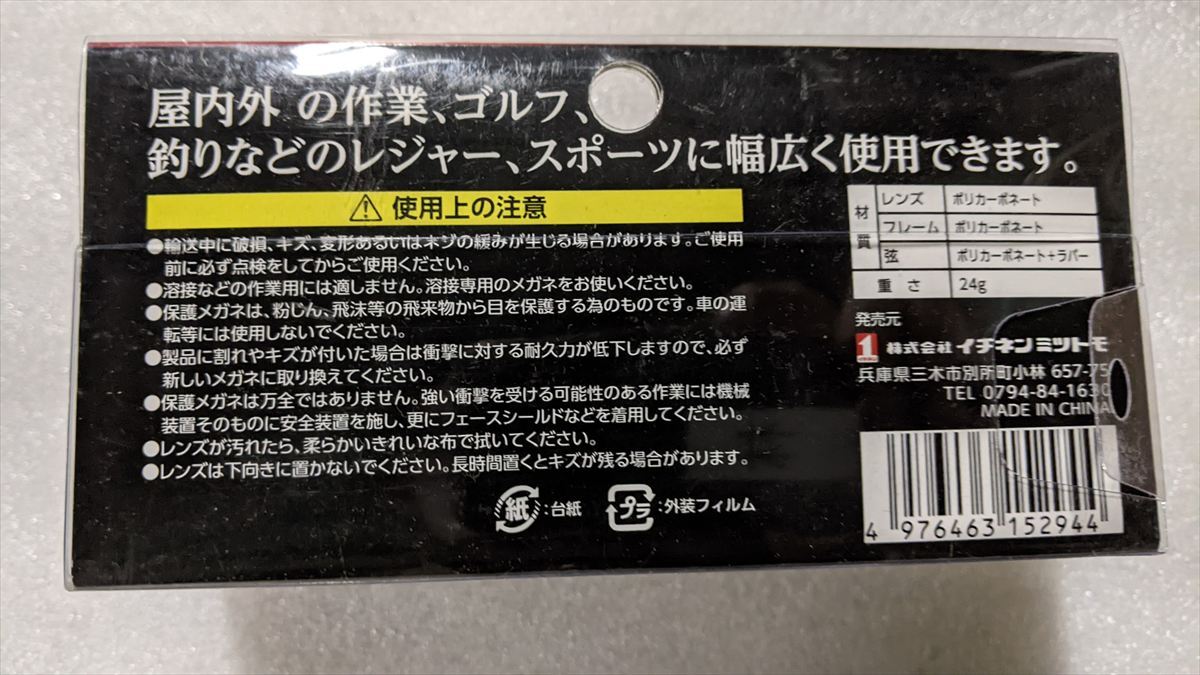 屋内外 の作業、ゴルフ、
釣りなどのレジャー、スポーツに幅広く使用できます。
使用上の注意
●輸送中に破損、キズ、変形あるいはネジの緩みが生じる場合があります。ご使用
前に必ず点検をしてからご使用ください。
●溶接などの作業用には適しません。溶接専用のメガネをお使いください。
●保護メガネは、粉じん、飛沫等の飛来物から目を保護する為のものです。車の運
転等には使用しないでください。
●製品に割れやキズが付いた場合は衝撃に対する耐久力が低下しますので、必ず
新しいメガネに取り換えてください。
●保護メガネは万全ではありません。強い衝撃を受ける可能性のある作業には機械
装置そのものに安全装置を施し、更にフェースシールドなどを着用してください。
●レンズが汚れたら、柔らかいきれいな布で拭いてください。
●レンズは下向きに置かないでください。長時間置くとキズが残る場合があります。
紙:台紙 プラ:外装フィルム
材質
レンズ ポリカーボネート
フレーム ポリカーボネート
弦 ポリカーボネート+ラバー
重さ 24g
発売元
1 株式会社 イチネンミツトモ
兵庫県三木市別所町小林 657-75
TEL 0794-84-1630
MADE IN CHINA
4 976463 152944